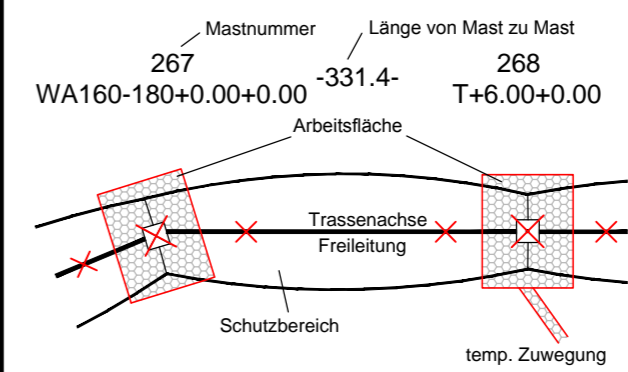 Mastnummer
Länge von Mast zu Mast
267
-331.4-
268
WA160-180+0.00+0.00
T+6.00+0.00
Arbeitsfläche
Trassenachse
Freileitung
Schutzbereich
temp. Zuwegung